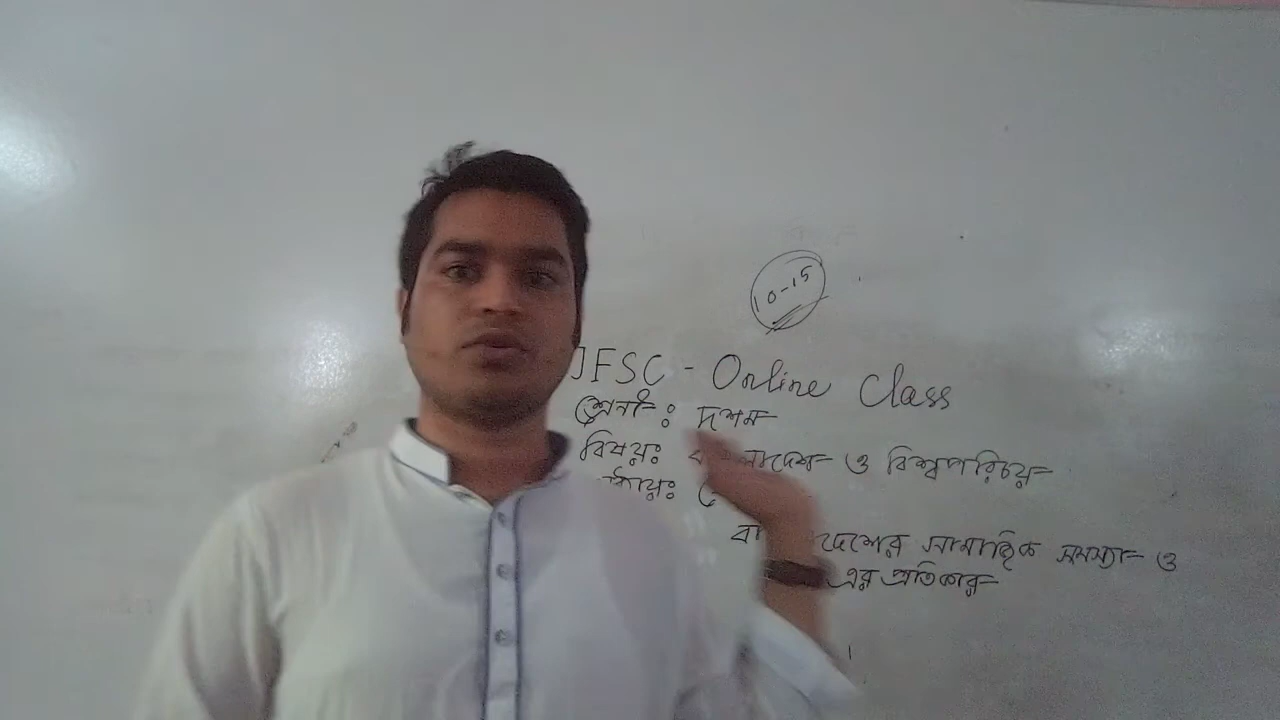 10-15
JFSC - Online Class
শ্রেণী: দশম
বিষয়: বাংলাদেশ ও বিশ্বপরিচয়
দেশের সামাজিক সমস্যা ও
এর প্রতিকার